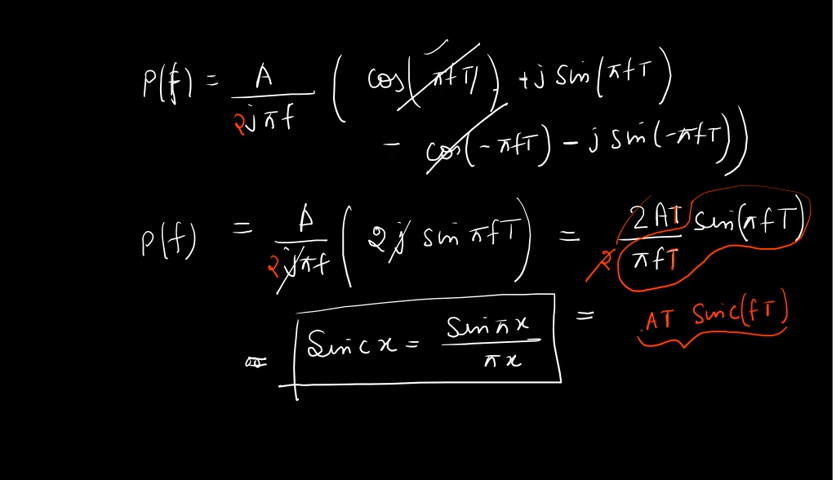 P(f) = A / 2jπf ( cos(πfT) + j sin(πfT)
- cos(-πfT) - j sin(-πfT) )
P(f) = A / 2jπf ( 2j sin πfT ) = 2AT / 2πfT sin(πfT)
= Sinc x = Sin πx / πx = AT Sinc(fT)